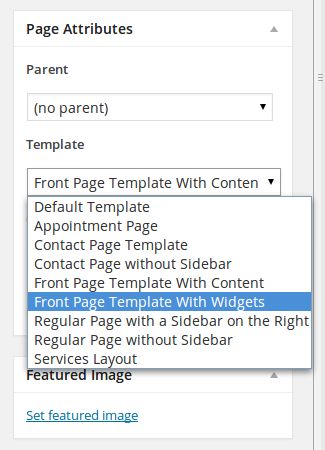 Page Attributes
Parent
(no parent)
Template
Front Page Template With Conten
Default Template
Appointment Page
Contact Page Template
Contact Page without Sidebar
Front Page Template With Content
Front Page Template With Widgets
Regular Page with a Sidebar on the Right
Regular Page without Sidebar
Services Layout
Featured Image
Set featured image